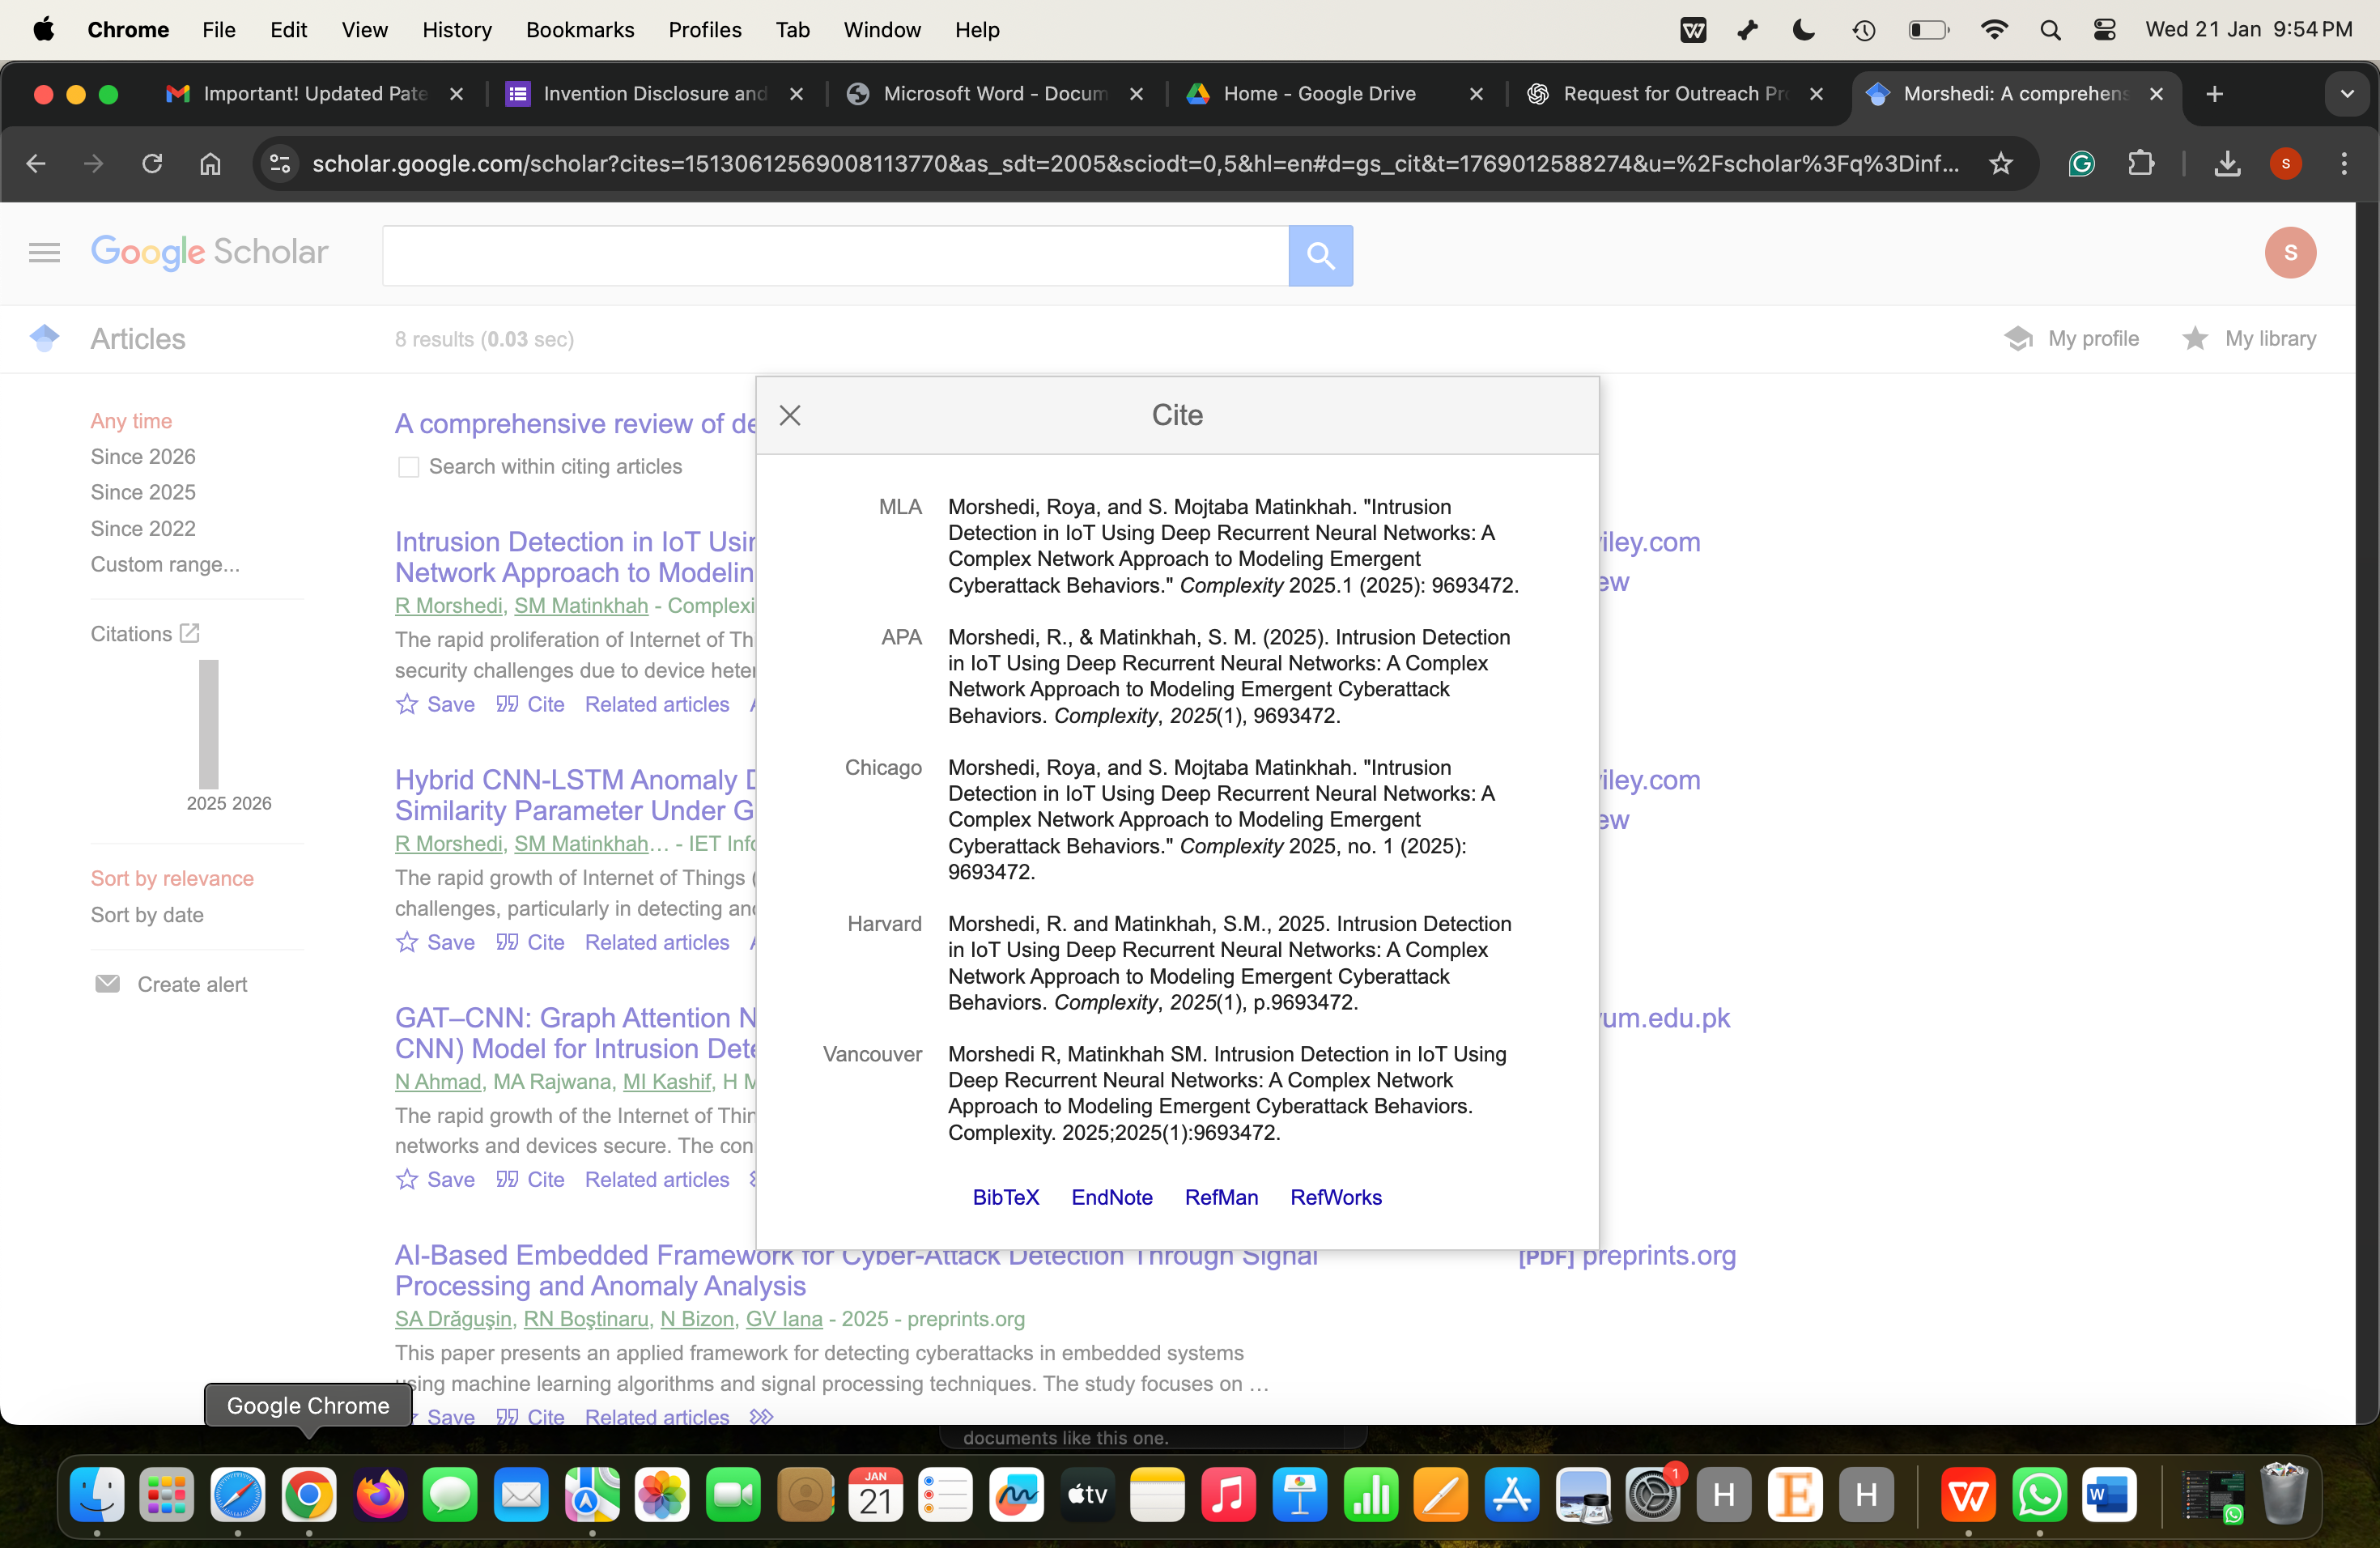 Chrome File Edit View History Bookmarks Profiles Tab Window Help Wed 21 Jan 9:54 PM
Important! Updated Pate Invention Disclosure and Microsoft Word - Docum Home - Google Drive Request for Outreach Pr Morshedi: A comprehens
scholar.google.com/scholar?cites=15130612569008113770&as_sdt=2005&sciodt=0,5&hl=en#d=gs_cit&t=1769012588274&u=%2Fscholar%3Fq%3Dinf... S
Google Scholar S
Articles 8 results (0.03 sec) My profile My library
Any time
Since 2026
Since 2025
Since 2022
Custom range...
Citations
2025 2026
Sort by relevance
Sort by date
Create alert
A comprehensive review of de
Search within citing articles
Intrusion Detection in IoT Usin
Network Approach to Modelin
R Morshedi, SM Matinkhah - Complexi
The rapid proliferation of Internet of Th
security challenges due to device heter
Save Cite Related articles
iley.com
ew
Hybrid CNN-LSTM Anomaly D
Similarity Parameter Under G
R Morshedi, SM Matinkhah… - IET Info
The rapid growth of Internet of Things (
challenges, particularly in detecting and
Save Cite Related articles
iley.com
ew
GAT–CNN: Graph Attention N
CNN) Model for Intrusion Dete
N Ahmad, MA Rajwana, MI Kashif, H M
The rapid growth of the Internet of Thin
networks and devices secure. The con
Save Cite Related articles
um.edu.pk
AI-Based Embedded Framework for Cyber-Attack Detection Through Signal
Processing and Anomaly Analysis
SA Drăgușin, RN Boștinaru, N Bizon, GV Iana - 2025 - preprints.org
This paper presents an applied framework for detecting cyberattacks in embedded systems
using machine learning algorithms and signal processing techniques. The study focuses on …
Save Cite Related articles
[PDF] preprints.org
Cite
MLA Morshedi, Roya, and S. Mojtaba Matinkhah. "Intrusion
Detection in IoT Using Deep Recurrent Neural Networks: A
Complex Network Approach to Modeling Emergent
Cyberattack Behaviors." Complexity 2025.1 (2025): 9693472.
APA Morshedi, R., & Matinkhah, S. M. (2025). Intrusion Detection
in IoT Using Deep Recurrent Neural Networks: A Complex
Network Approach to Modeling Emergent Cyberattack
Behaviors. Complexity, 2025(1), 9693472.
Chicago Morshedi, Roya, and S. Mojtaba Matinkhah. "Intrusion
Detection in IoT Using Deep Recurrent Neural Networks: A
Complex Network Approach to Modeling Emergent
Cyberattack Behaviors." Complexity 2025, no. 1 (2025):
9693472.
Harvard Morshedi, R. and Matinkhah, S.M., 2025. Intrusion Detection
in IoT Using Deep Recurrent Neural Networks: A Complex
Network Approach to Modeling Emergent Cyberattack
Behaviors. Complexity, 2025(1), p.9693472.
Vancouver Morshedi R, Matinkhah SM. Intrusion Detection in IoT Using
Deep Recurrent Neural Networks: A Complex Network
Approach to Modeling Emergent Cyberattack Behaviors.
Complexity. 2025;2025(1):9693472.
BibTeX EndNote RefMan RefWorks
Google Chrome
documents like this one.
JAN
21
tv
1
H
E
H
W